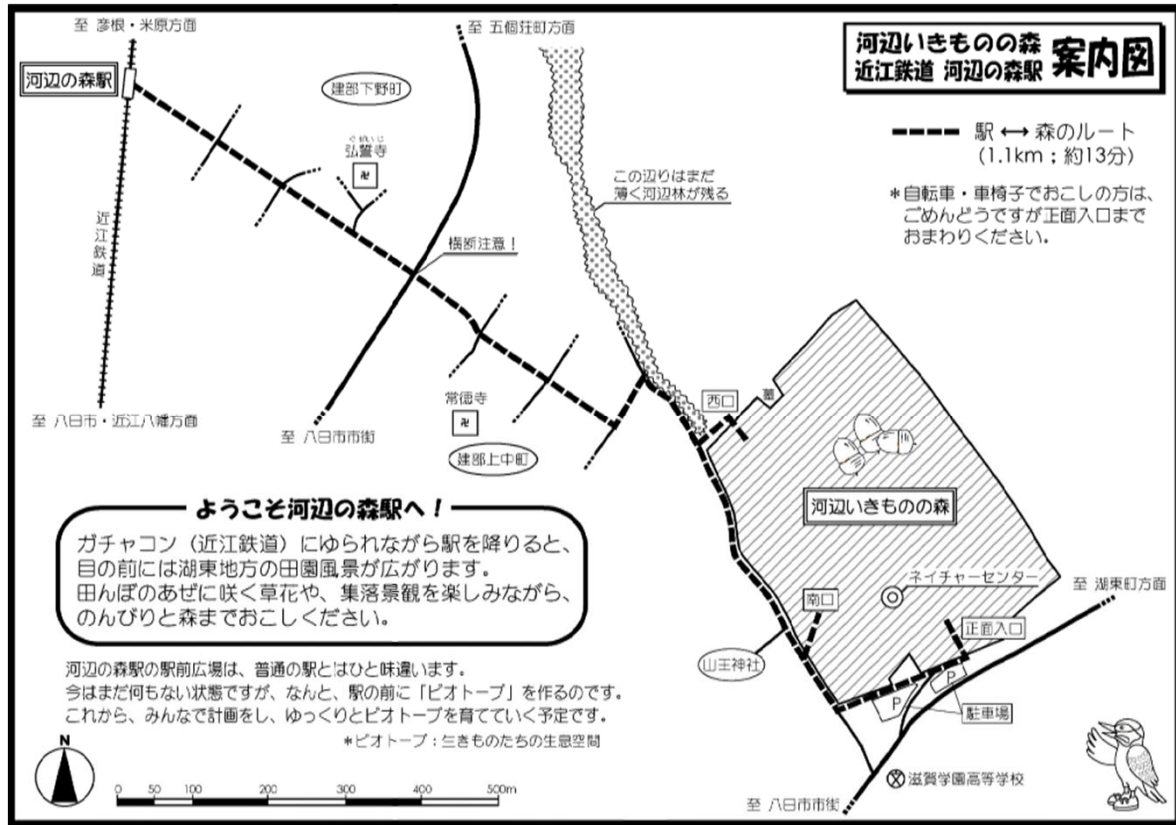 至 彦根・米原方面
河辺の森駅
近江鉄道
至 八日市・近江八幡方面
至 五個荘町方面
建部下野町
ぐぜいじ
弘誓寺
卍
横断注意！
至 八日市市街
常徳寺
卍
建部上中町
この辺りはまだ
薄く河辺林が残る
河辺いきものの森
近江鉄道 河辺の森駅
案内図
駅 ↔ 森のルート
(1.1km；約13分)
*自転車・車椅子でおこしの方は、
ごめんどうですが正面入口まで
おまわりください。
西口
墓
河辺いきものの森
ネイチャーセンター
至 湖東町方面
南口
正面入口
山王神社
P
P
駐車場
滋賀学園高等学校
至 八日市市街
ようこそ河辺の森駅へ！
ガチャコン（近江鉄道）にゆられながら駅を降りると、
目の前には湖東地方の田園風景が広がります。
田んぼのあぜに咲く草花や、集落景観を楽しみながら、
のんびりと森までおこしください。
河辺の森駅の駅前広場は、普通の駅とはひと味違います。
今はまだ何もない状態ですが、なんと、駅の前に「ビオトープ」を作るのです。
これから、みんなで計画をし、ゆっくりとビオトープを育てていく予定です。
*ビオトープ：生きものたちの生息空間
N
0 50 100 200 300 400 500m